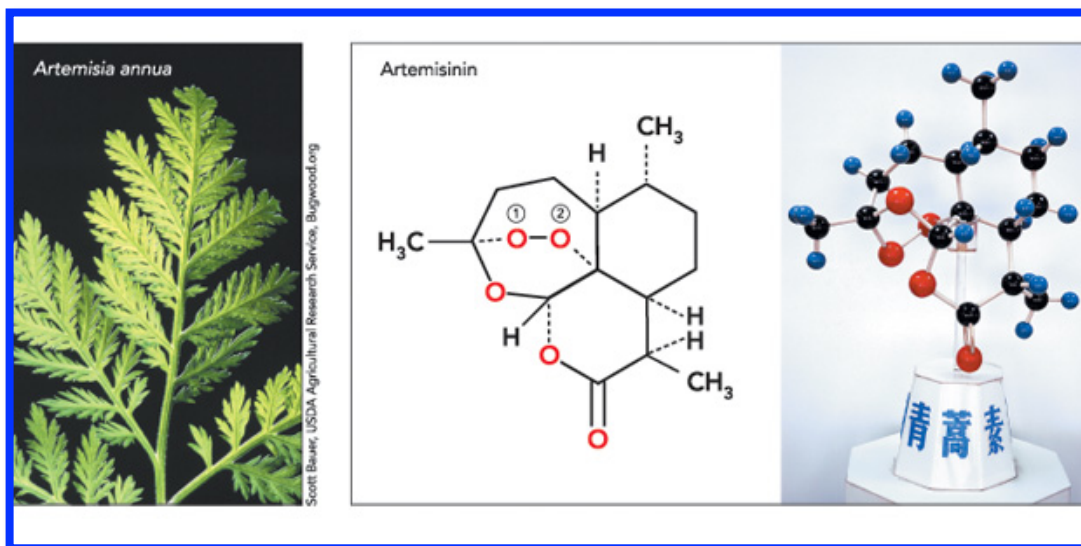 Artemisia annua
Scott Bauer, USDA Agricultural Research Service, Bugwood.org
Artemisinin
CH₃
H
① ②
H₃C
O–O
O
H
H
H
O
CH₃
O
青蒿素